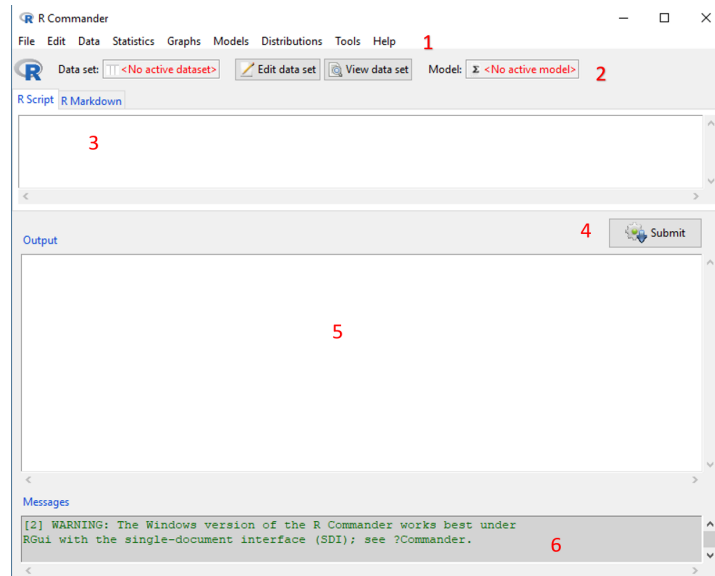 R Commander
File Edit Data Statistics Graphs Models Distributions Tools Help 1
R Data set: <No active dataset> Edit data set View data set Model: Σ <No active model> 2
R Script R Markdown
3
4 Submit
Output
5
Messages
[2] WARNING: The Windows version of the R Commander works best under
RGui with the single-document interface (SDI); see ?Commander.
6